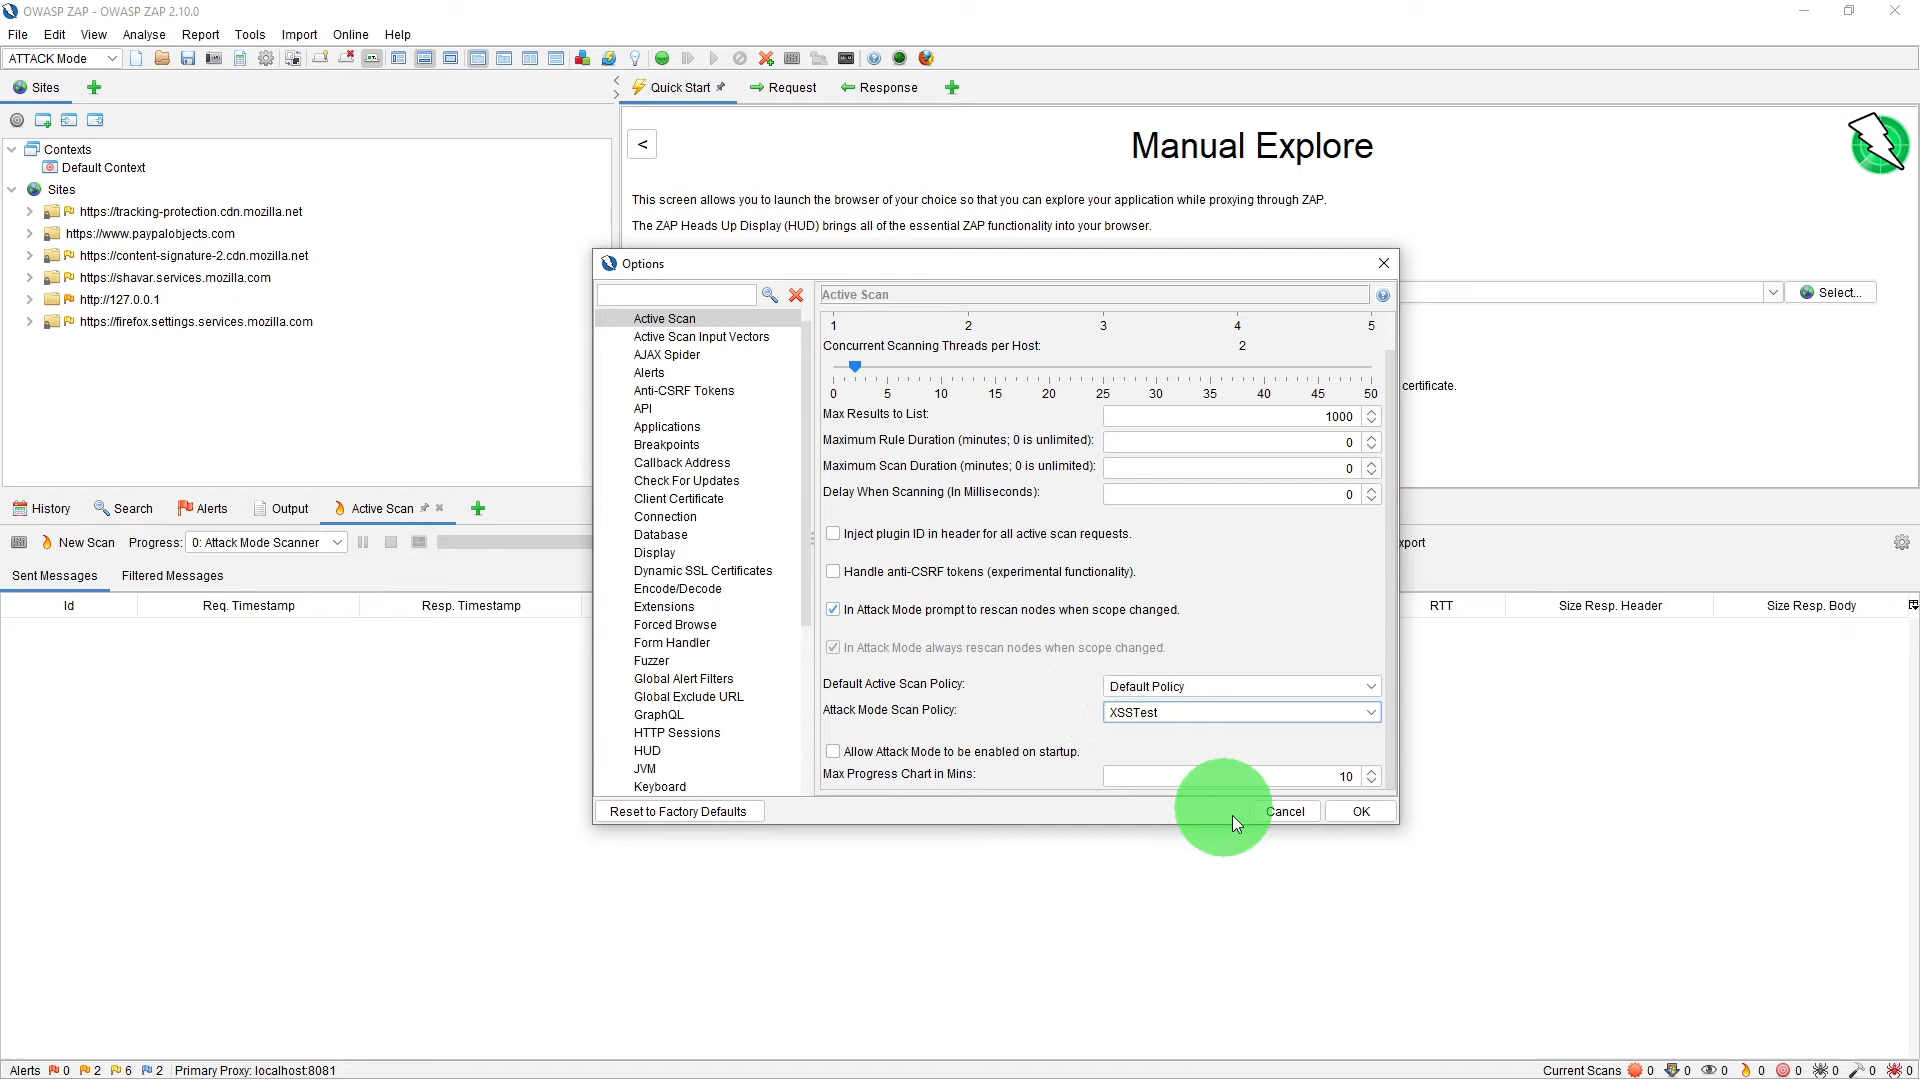 OWASP ZAP - OWASP ZAP 2.10.0
File Edit View Analyse Report Tools Import Online Help
ATTACK Mode
Sites
Quick Start Request Response
Contexts
Default Context
Sites
https://tracking-protection.cdn.mozilla.net
https://www.paypalobjects.com
https://content-signature-2.cdn.mozilla.net
https://shavar.services.mozilla.com
http://127.0.0.1
https://firefox.settings.services.mozilla.com
<
Manual Explore
This screen allows you to launch the browser of your choice so that you can explore your application while proxying through ZAP.
The ZAP Heads Up Display (HUD) brings all of the essential ZAP functionality into your browser.
Select...
certificate.
Options
Active Scan
Active Scan Input Vectors
AJAX Spider
Alerts
Anti-CSRF Tokens
API
Applications
Breakpoints
Callback Address
Check For Updates
Client Certificate
Connection
Database
Display
Dynamic SSL Certificates
Encode/Decode
Extensions
Forced Browse
Form Handler
Fuzzer
Global Alert Filters
Global Exclude URL
GraphQL
HTTP Sessions
HUD
JVM
Keyboard
Active Scan
1 2 3 4 5
Concurrent Scanning Threads per Host: 2
0 5 10 15 20 25 30 35 40 45 50
Max Results to List: 1000
Maximum Rule Duration (minutes; 0 is unlimited): 0
Maximum Scan Duration (minutes; 0 is unlimited): 0
Delay When Scanning (In Milliseconds): 0
Inject plugin ID in header for all active scan requests.
Handle anti-CSRF tokens (experimental functionality).
In Attack Mode prompt to rescan nodes when scope changed.
In Attack Mode always rescan nodes when scope changed.
Default Active Scan Policy: Default Policy
Attack Mode Scan Policy: XSSTest
Allow Attack Mode to be enabled on startup.
Max Progress Chart in Mins: 10
Reset to Factory Defaults Cancel OK
History Search Alerts Output Active Scan
New Scan Progress: 0: Attack Mode Scanner xport
Sent Messages Filtered Messages
Id Req. Timestamp Resp. Timestamp RTT Size Resp. Header Size Resp. Body
Alerts 0 2 6 2 Primary Proxy: localhost:8081 Current Scans 0 0 0 0 0 0 0 0